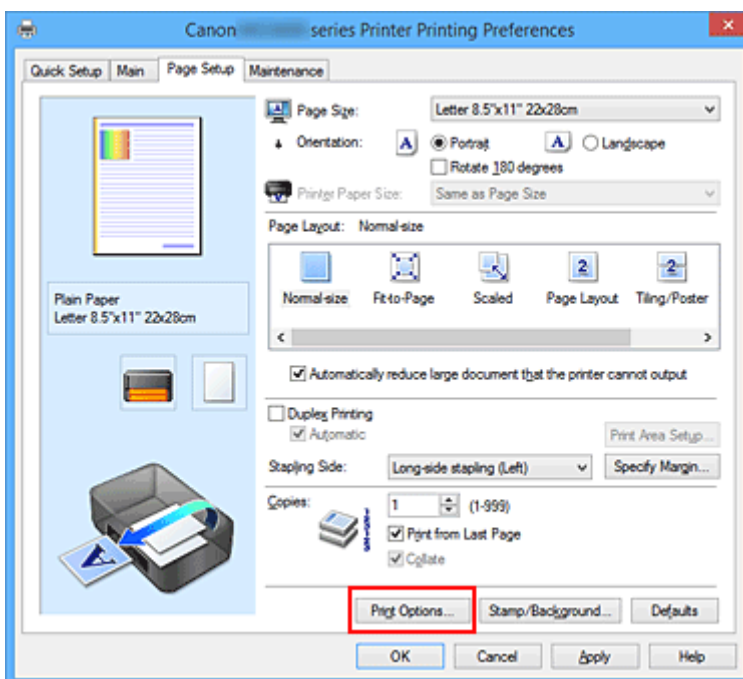 Canon series Printer Printing Preferences
Quick Setup Main Page Setup Maintenance
Page Size: Letter 8.5"x11" 22x28cm
Orientation: A Portrait A Landscape
Rotate 180 degrees
Printer Paper Size: Same as Page Size
Page Layout: Normal-size
2 2
Normal-size Fit-to-Page Scaled Page Layout Tiling/Poster
Plain Paper
Letter 8.5"x11" 22x28cm
Automatically reduce large document that the printer cannot output
Duplex Printing
Automatic Print Area Setup...
Stapling Side: Long-side stapling (Left) Specify Margin...
Copies: 1 (1-999)
Print from Last Page
Collate
A
Print Options... Stamp/Background... Defaults
OK Cancel Apply Help